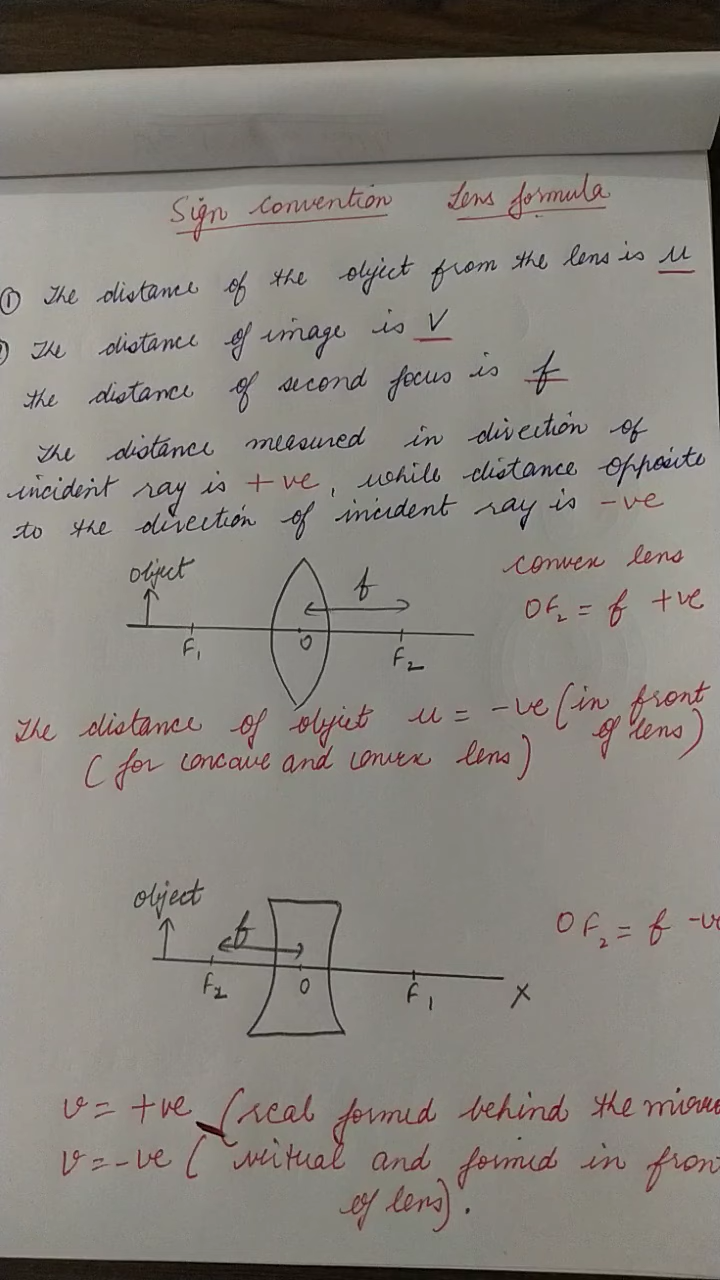 Sign convention Lens formula
① The distance of the object from the lens is u
The distance of image is V
the distance of second focus is f
The distance measured in direction of
incident ray is +ve, while distance opposite
to the direction of incident ray is -ve
object
f
convex lens
OF₂ = f +ve
F₁ O F₂
The distance of object u = -ve (in front
of lens)
(for concave and convex lens)
object
f
OF₂ = f -ve
F₂ O F₁ X
v = +ve (real formed behind the
v = -ve (virtual and formed in
of lens).